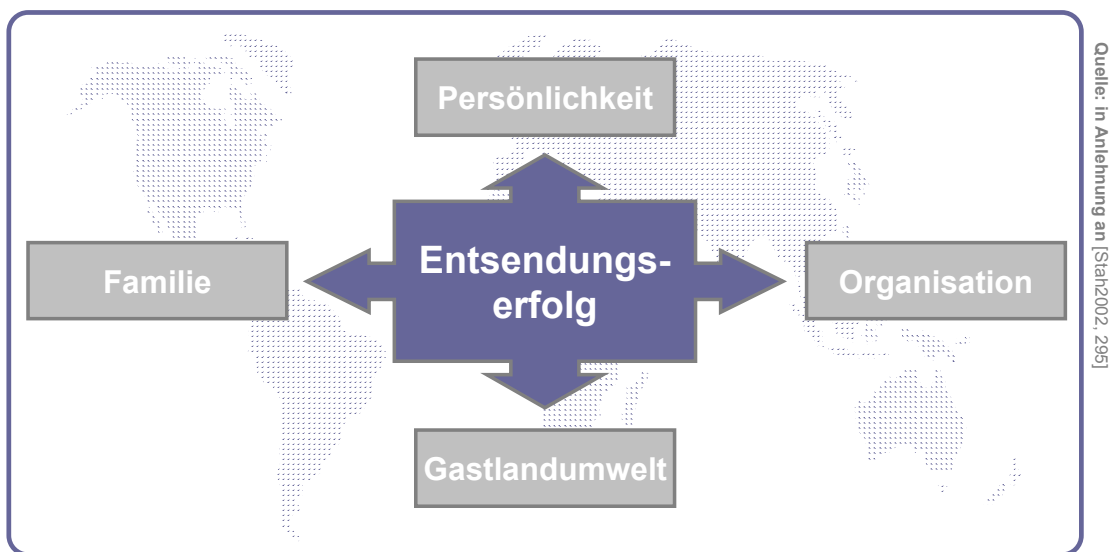 Persönlichkeit
Familie
Entsendungs-
erfolg
Organisation
Gastlandumwelt
Quelle: in Anlehnung an [Stah2002, 295]